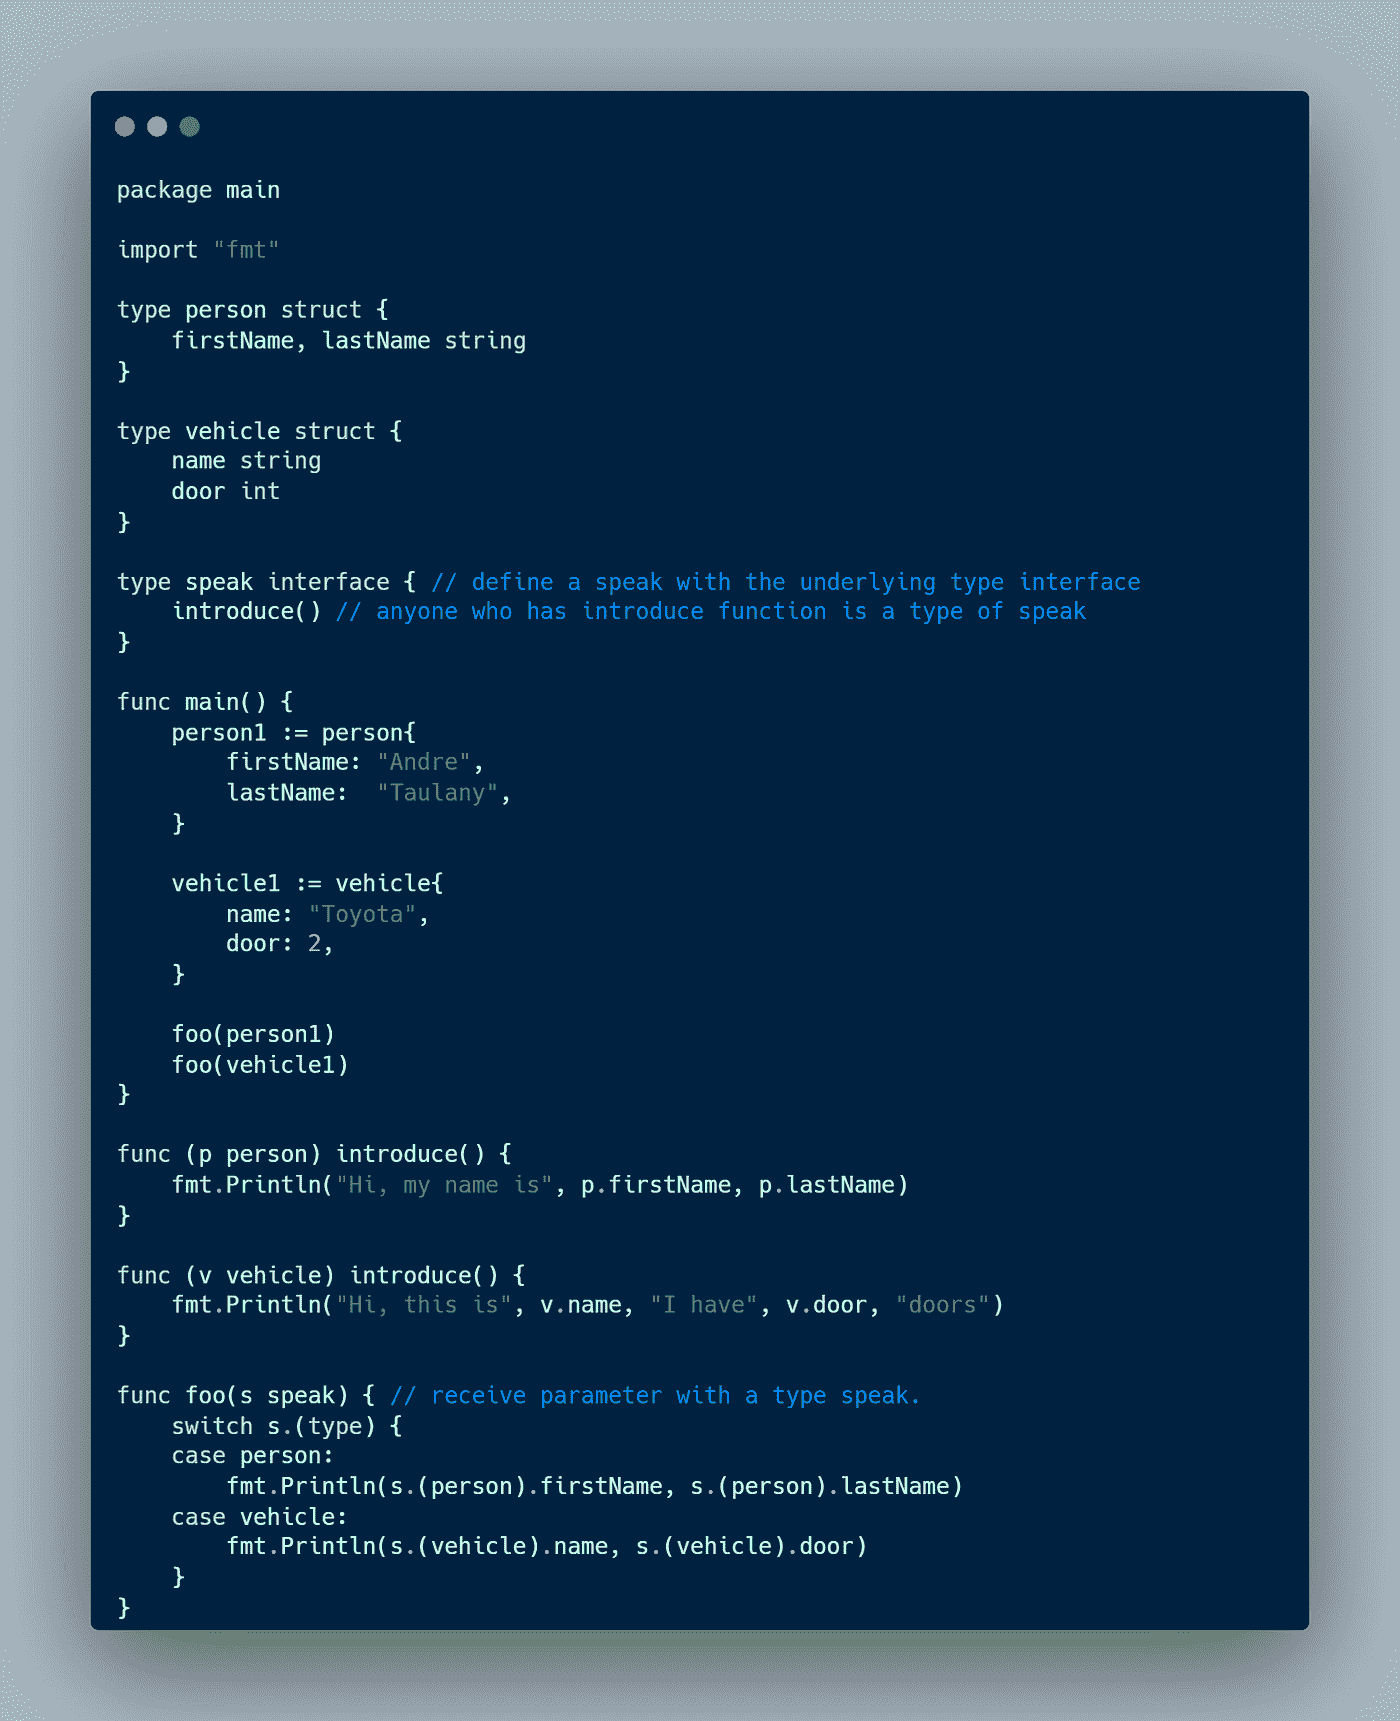 package main
import "fmt"
type person struct {
    firstName, lastName string
}
type vehicle struct {
    name string
    door int
}
type speak interface { // define a speak with the underlying type interface
    introduce() // anyone who has introduce function is a type of speak
}
func main() {
    person1 := person{
        firstName: "Andre",
        lastName:  "Taulany",
    }
    vehicle1 := vehicle{
        name: "Toyota",
        door: 2,
    }
    foo(person1)
    foo(vehicle1)
}
func (p person) introduce() {
    fmt.Println("Hi, my name is", p.firstName, p.lastName)
}
func (v vehicle) introduce() {
    fmt.Println("Hi, this is", v.name, "I have", v.door, "doors")
}
func foo(s speak) { // receive parameter with a type speak.
    switch s.(type) {
    case person:
        fmt.Println(s.(person).firstName, s.(person).lastName)
    case vehicle:
        fmt.Println(s.(vehicle).name, s.(vehicle).door)
    }
}